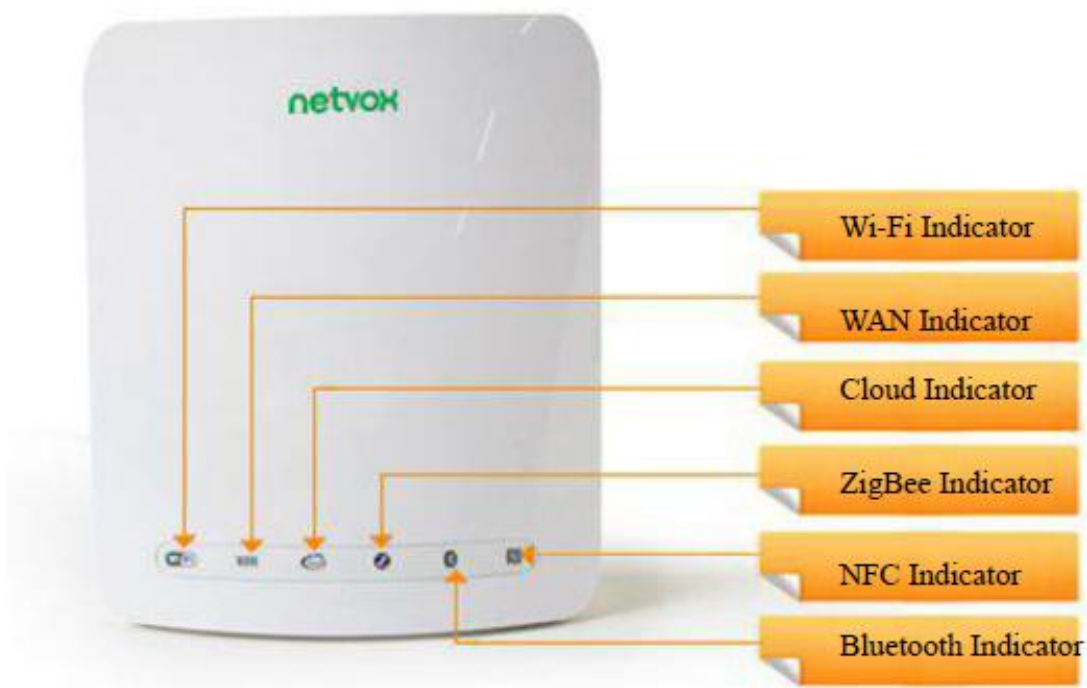 netvox
Wi-Fi Indicator
WAN Indicator
Cloud Indicator
ZigBee Indicator
NFC Indicator
Bluetooth Indicator